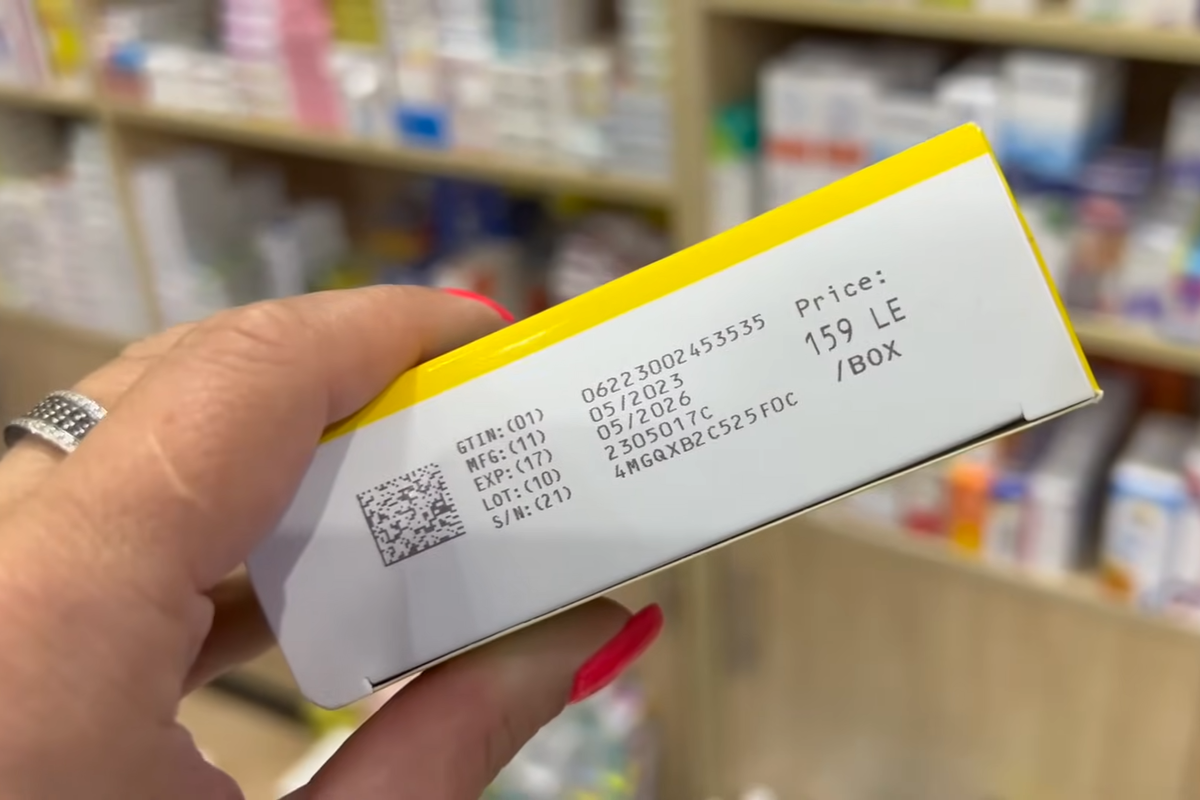 GTIN:(01) 06223002453535
MFG:(11) 05/2023
EXP:(17) 05/2026
LOT:(10) 2305017C
S/N:(21) 4MGQXB2C525F0C
Price:
159 LE
/BOX